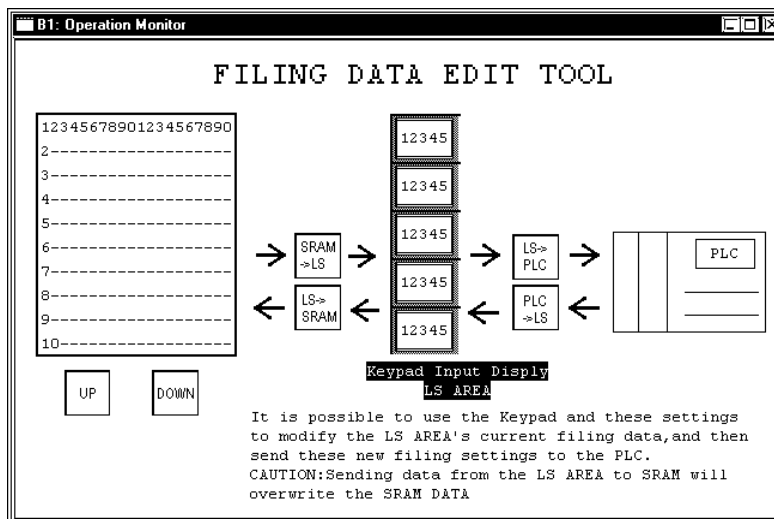 B1: Operation Monitor
FILING DATA EDIT TOOL
12345678901234567890
2------------------
3------------------
4------------------
5------------------
6------------------
7------------------
8------------------
9------------------
10-----------------
UP
DOWN
SRAM
->LS
LS->
SRAM
12345
12345
12345
12345
12345
Keypad Input Disply
LS AREA
LS->
PLC
PLC
->LS
PLC
It is possible to use the Keypad and these settings
to modify the LS AREA's current filing data,and then
send these new filing settings to the PLC.
CAUTION:Sending data from the LS AREA to SRAM will
overwrite the SRAM DATA